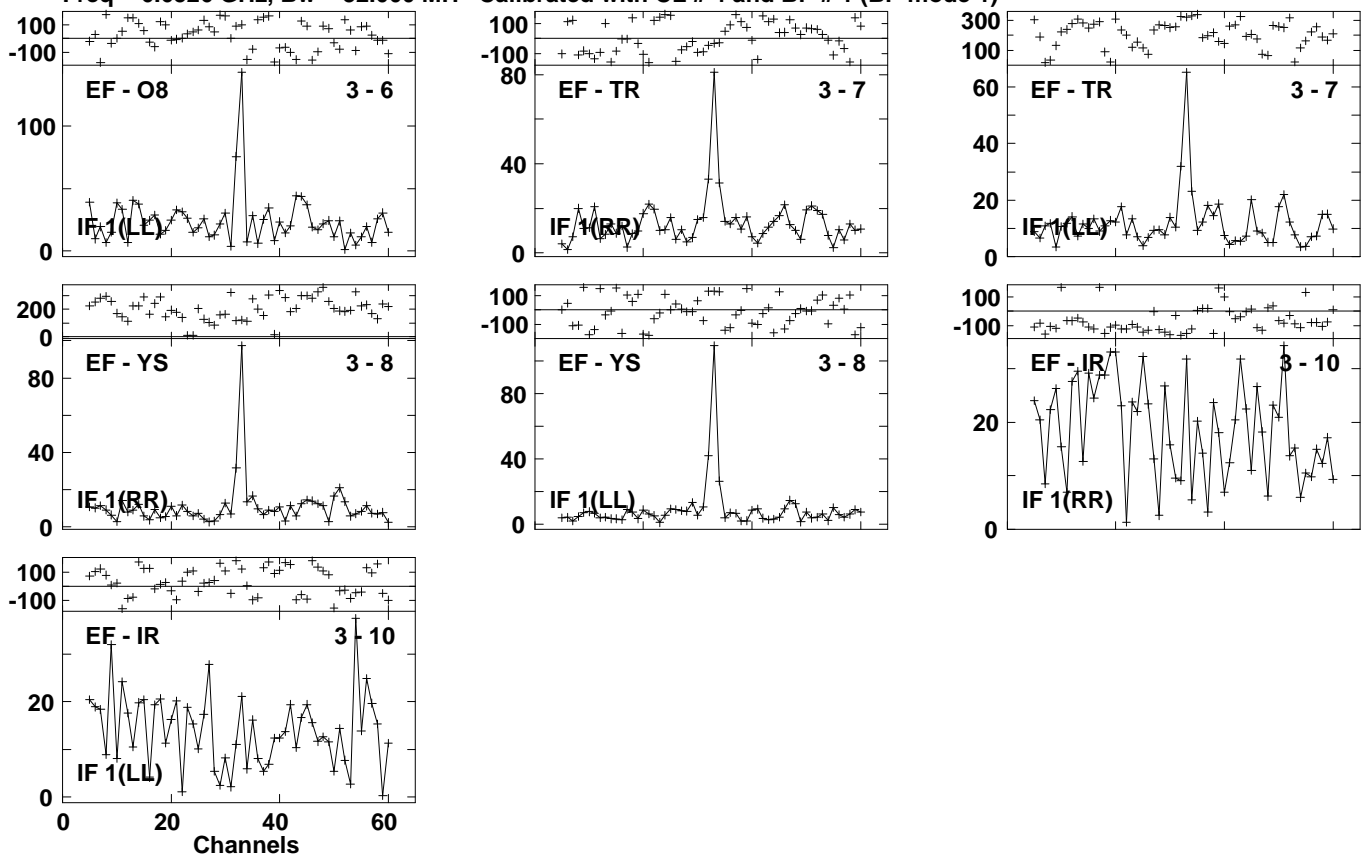 100
-100
EF - O8 3 - 6
100
0
IF 1(LL)
100
-100
EF - TR 3 - 7
80
40
0
IF 1(RR)
300
100
EF - TR 3 - 7
60
40
20
0
IF 1(LL)
200
0
EF - YS 3 - 8
80
40
0
IF 1(RR)
100
-100
EF - YS 3 - 8
80
40
0
IF 1(LL)
100
-100
EF - IR 3 - 10
20
0
IF 1(RR)
100
-100
EF - IR 3 - 10
20
0
IF 1(LL)
0 20 40 60
Channels